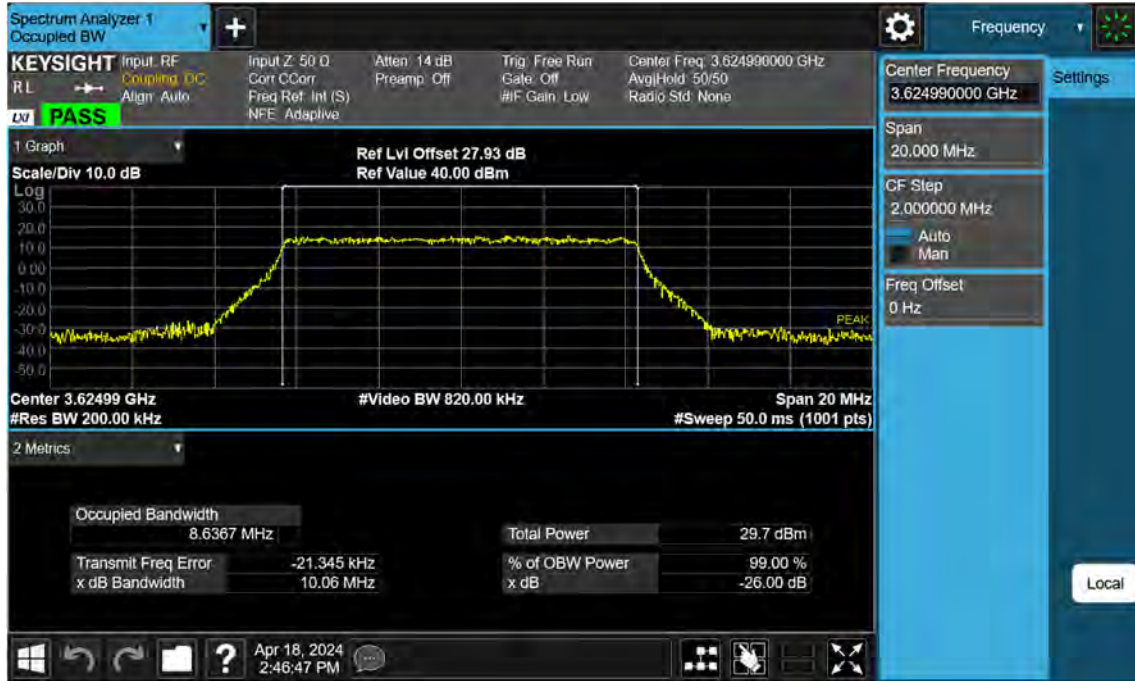 Spectrum Analyzer 1
Occupied BW
Frequency
KEYSIGHT
R L
LXI
PASS
Input: RF
Coupling: DC
Align: Auto
Input Z: 50 Ω
Corr CCorr
Freq Ref: Int (S)
NFE: Adaptive
Atten: 14 dB
Preamp: Off
Trig: Free Run
Gate: Off
#IF Gain: Low
Center Freq: 3.624990000 GHz
Avg|Hold: 50/50
Radio Std: None
Center Frequency
3.624990000 GHz
Settings
Span
20.000 MHz
CF Step
2.000000 MHz
Auto
Man
Freq Offset
0 Hz
1 Graph
Scale/Div 10.0 dB
Ref Lvl Offset 27.93 dB
Ref Value 40.00 dBm
Log
30.0
20.0
10.0
0.00
-10.0
-20.0
-30.0
-40.0
-50.0
PEAK
Center 3.62499 GHz
#Video BW 820.00 kHz
Span 20 MHz
#Res BW 200.00 kHz
#Sweep 50.0 ms (1001 pts)
2 Metrics
Occupied Bandwidth
8.6367 MHz
Total Power 29.7 dBm
Transmit Freq Error -21.345 kHz
% of OBW Power 99.00 %
x dB Bandwidth 10.06 MHz
x dB -26.00 dB
Local
?
Apr 18, 2024
2:46:47 PM